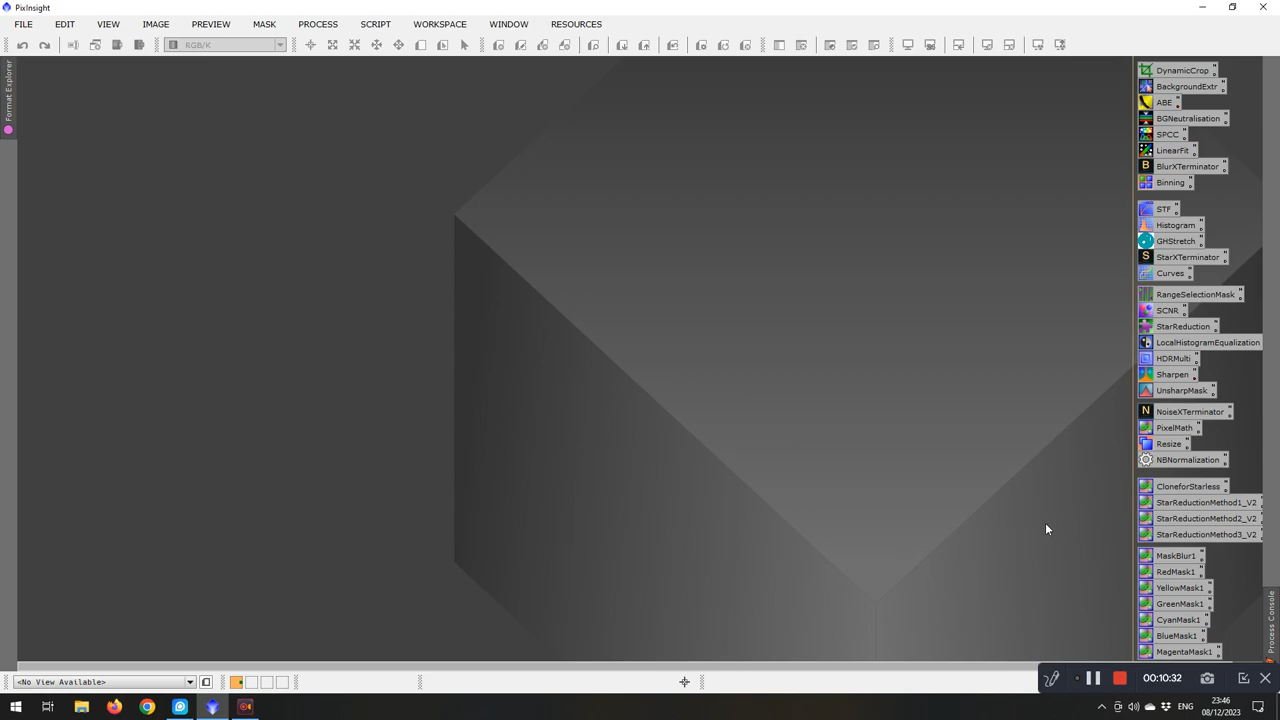 PixInsight
FILE EDIT VIEW IMAGE PREVIEW MASK PROCESS SCRIPT WORKSPACE WINDOW RESOURCES
RGB/K
Format Explorer
DynamicCrop
BackgroundExtr
ABE
BGNeutralisation
SPCC
LinearFit
B BlurXTerminator
Binning
STF
Histogram
GHStretch
S StarXTerminator
Curves
RangeSelectionMask
SCNR
StarReduction
LocalHistogramEqualization
HDRMulti
Sharpen
UnsharpMask
N NoiseXTerminator
PixelMath
Resize
NBNormalization
CloneforStarless
StarReductionMethod1_V2
StarReductionMethod2_V2
StarReductionMethod3_V2
MaskBlur1
RedMask1
YellowMask1
GreenMask1
CyanMask1
BlueMask1
MagentaMask1
Process Console
<No View Available>
00:10:32
ENG
23:46
08/12/2023